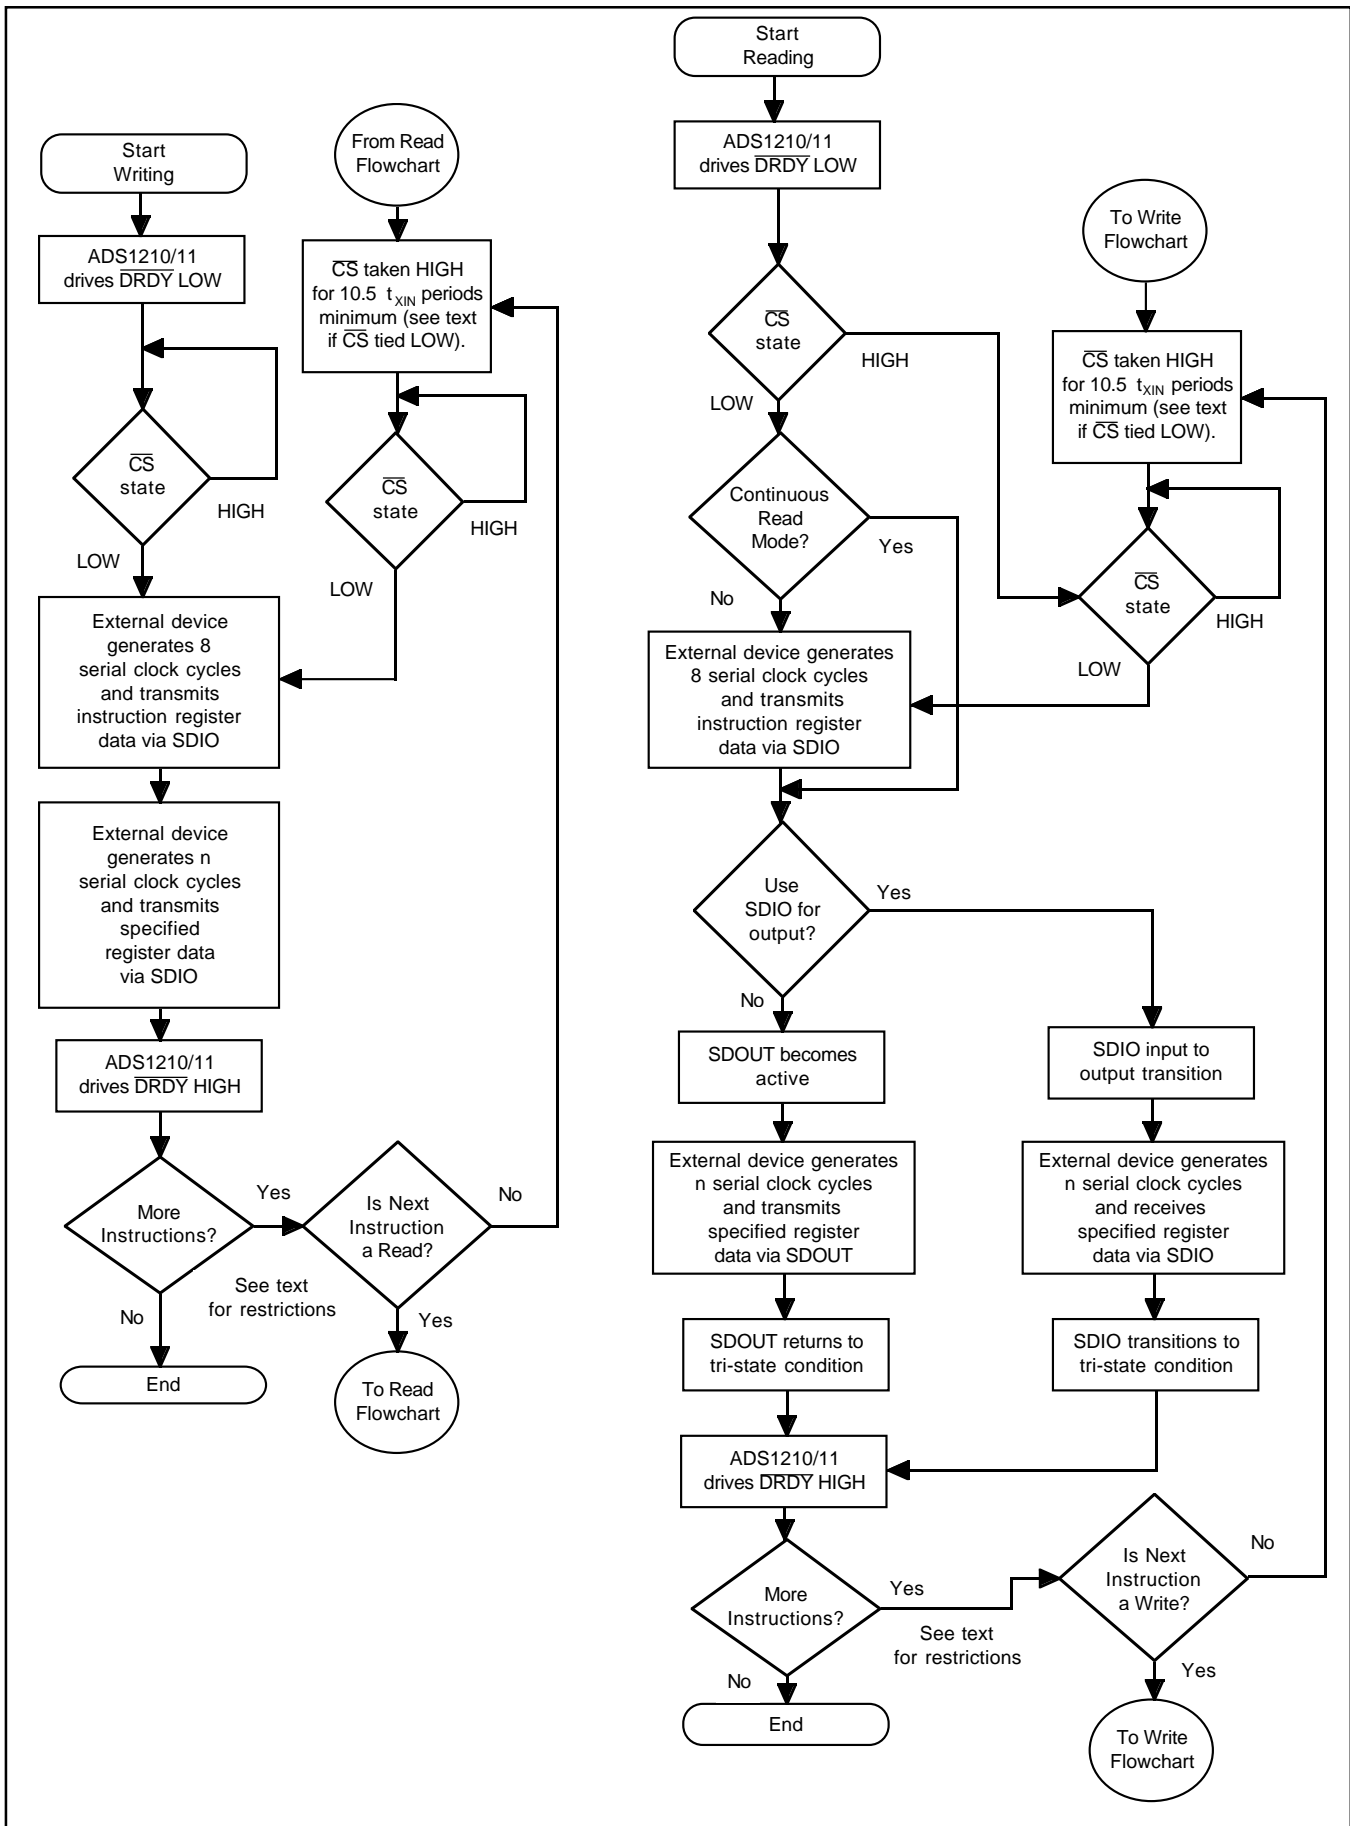 Start
Writing
ADS1210/11
drives DRDY LOW
CS
state
HIGH
LOW
External device
generates 8
serial clock cycles
and transmits
instruction register
data via SDIO
External device
generates n
serial clock cycles
and transmits
specified
register data
via SDIO
ADS1210/11
drives DRDY HIGH
More
Instructions?
Yes
See text
for restrictions
No
End
From Read
Flowchart
CS taken HIGH
for 10.5 tXIN periods
minimum (see text
if CS tied LOW).
CS
state
HIGH
LOW
Is Next
Instruction
a Read?
No
Yes
To Read
Flowchart
Start
Reading
ADS1210/11
drives DRDY LOW
CS
state
HIGH
LOW
Continuous
Read
Mode?
Yes
No
External device generates
8 serial clock cycles
and transmits
instruction register
data via SDIO
Use
SDIO for
output?
Yes
No
SDOUT becomes
active
External device generates
n serial clock cycles
and transmits
specified register
data via SDOUT
SDOUT returns to
tri-state condition
ADS1210/11
drives DRDY HIGH
More
Instructions?
Yes
See text
for restrictions
No
End
To Write
Flowchart
CS taken HIGH
for 10.5 tXIN periods
minimum (see text
if CS tied LOW).
CS
state
HIGH
LOW
SDIO input to
output transition
External device generates
n serial clock cycles
and receives
specified register
data via SDIO
SDIO transitions to
tri-state condition
Is Next
Instruction
a Write?
No
Yes
To Write
Flowchart